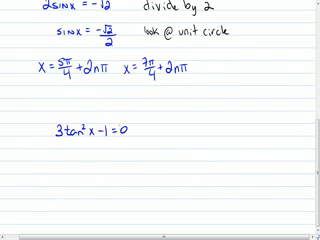 2sinx = -√2 divide by 2
sinx = -√2/2 look @ unit circle
x = 5π/4 + 2nπ x = 7π/4 + 2nπ
3tan²x - 1 = 0